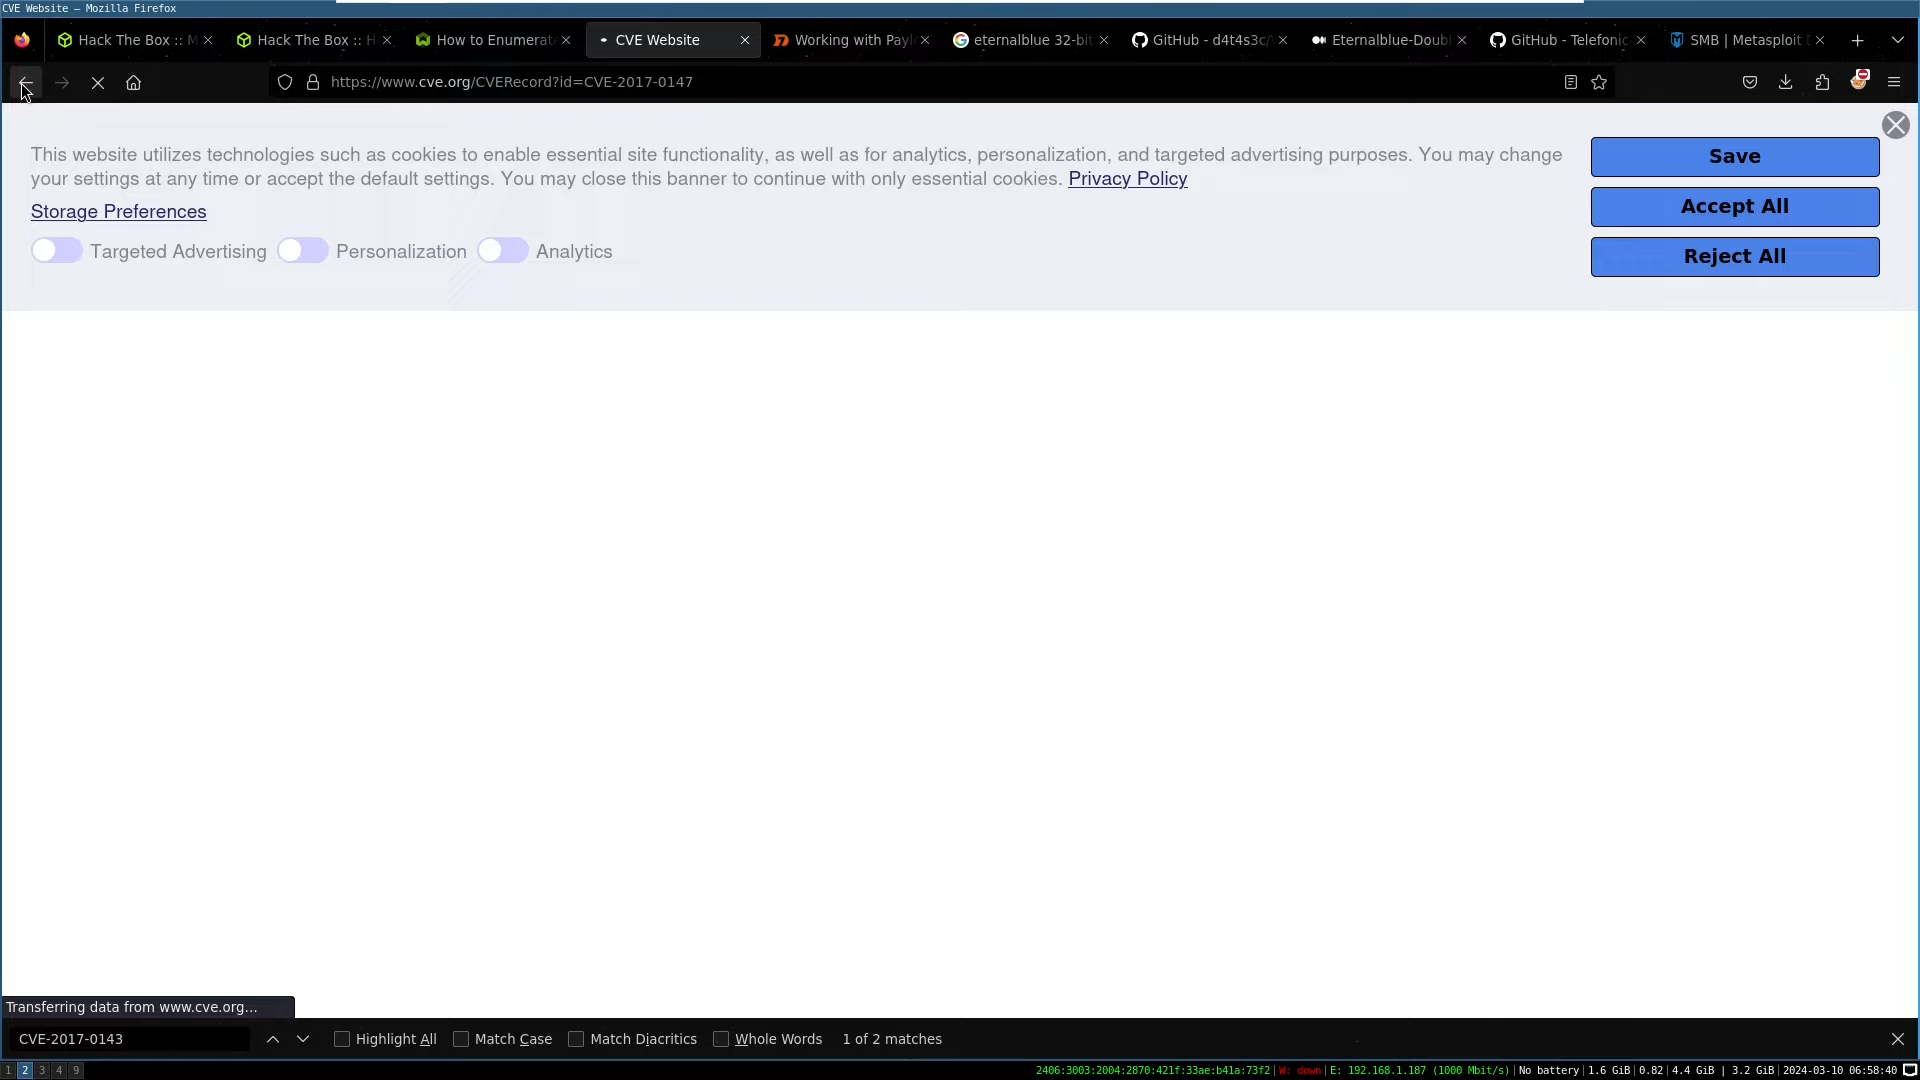 CVE Website — Mozilla Firefox
Hack The Box :: M
Hack The Box :: H
How to Enumerat
CVE Website
Working with Payl
eternalblue 32-bit
GitHub - d4t4s3c/
Eternalblue-Doubl
GitHub - Telefonic
SMB | Metasploit
https://www.cve.org/CVERecord?id=CVE-2017-0147
This website utilizes technologies such as cookies to enable essential site functionality, as well as for analytics, personalization, and targeted advertising purposes. You may change
your settings at any time or accept the default settings. You may close this banner to continue with only essential cookies. Privacy Policy
Storage Preferences
Targeted Advertising Personalization Analytics
Save
Accept All
Reject All
Transferring data from www.cve.org…
CVE-2017-0143 Highlight All Match Case Match Diacritics Whole Words 1 of 2 matches
1 2 3 4 9 2406:3003:2004:2870:421f:33ae:b41a:73f2|W: down|E: 192.168.1.187 (1000 Mbit/s)|No battery|1.6 GiB|0.82|4.4 GiB | 3.2 GiB|2024-03-10 06:58:40